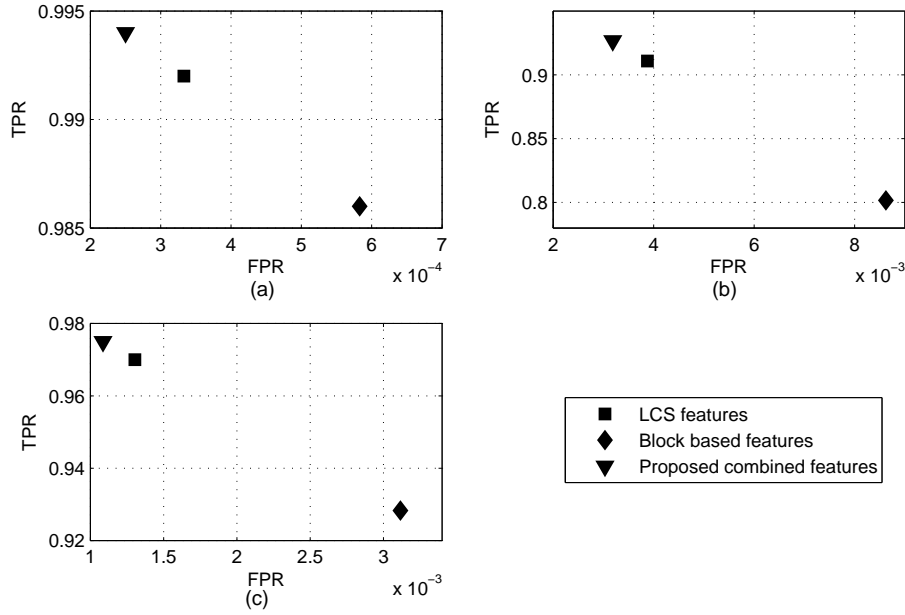 0.995
0.99
0.985
TPR
2 3 4 5 6 7
FPR
x 10⁻⁴
(a)
0.9
0.85
0.8
TPR
2 4 6 8
FPR
x 10⁻³
(b)
0.98
0.96
0.94
0.92
TPR
1 1.5 2 2.5 3
FPR
x 10⁻³
(c)
LCS features
Block based features
Proposed combined features